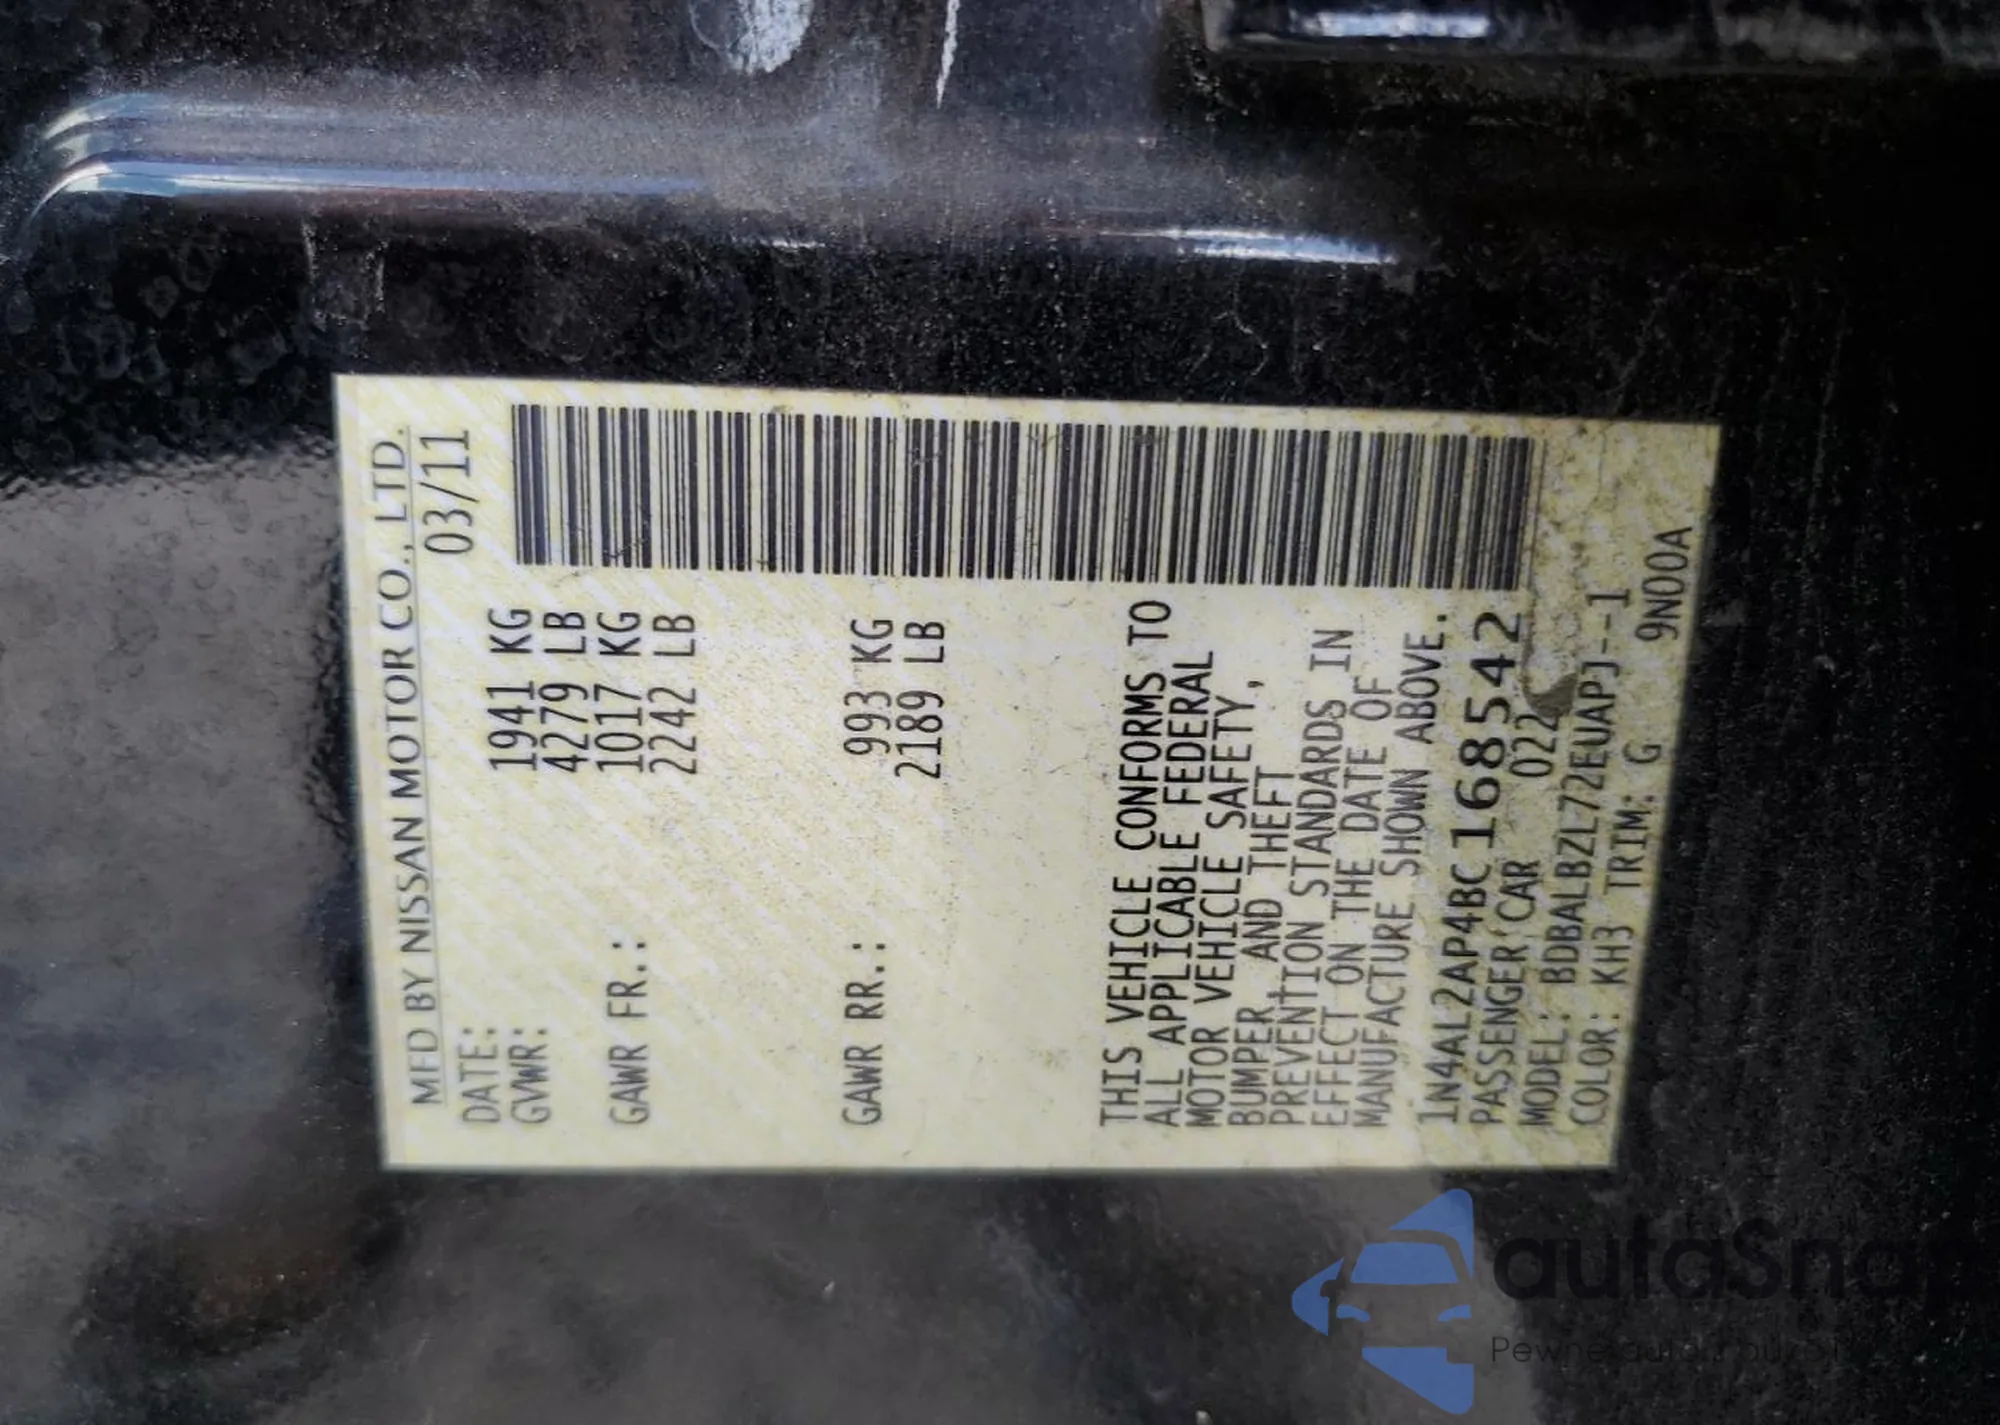 MFD BY NISSAN MOTOR CO., LTD.
DATE: 03/11
GVWR: 1941 KG
4279 LB
GAWR FR.: 1017 KG
2242 LB
GAWR RR.: 993 KG
2189 LB
THIS VEHICLE CONFORMS TO
ALL APPLICABLE FEDERAL
MOTOR VEHICLE SAFETY,
BUMPER AND THEFT
PREVENTION STANDARDS IN
EFFECT ON THE DATE OF
MANUFACTURE SHOWN ABOVE.
1N4AL2AP4BC168542
PASSENGER CAR 022
MODEL: BDBALBZL72EUAPJ--1
COLOR: KH3 TRIM: G 9N00A
autaSna